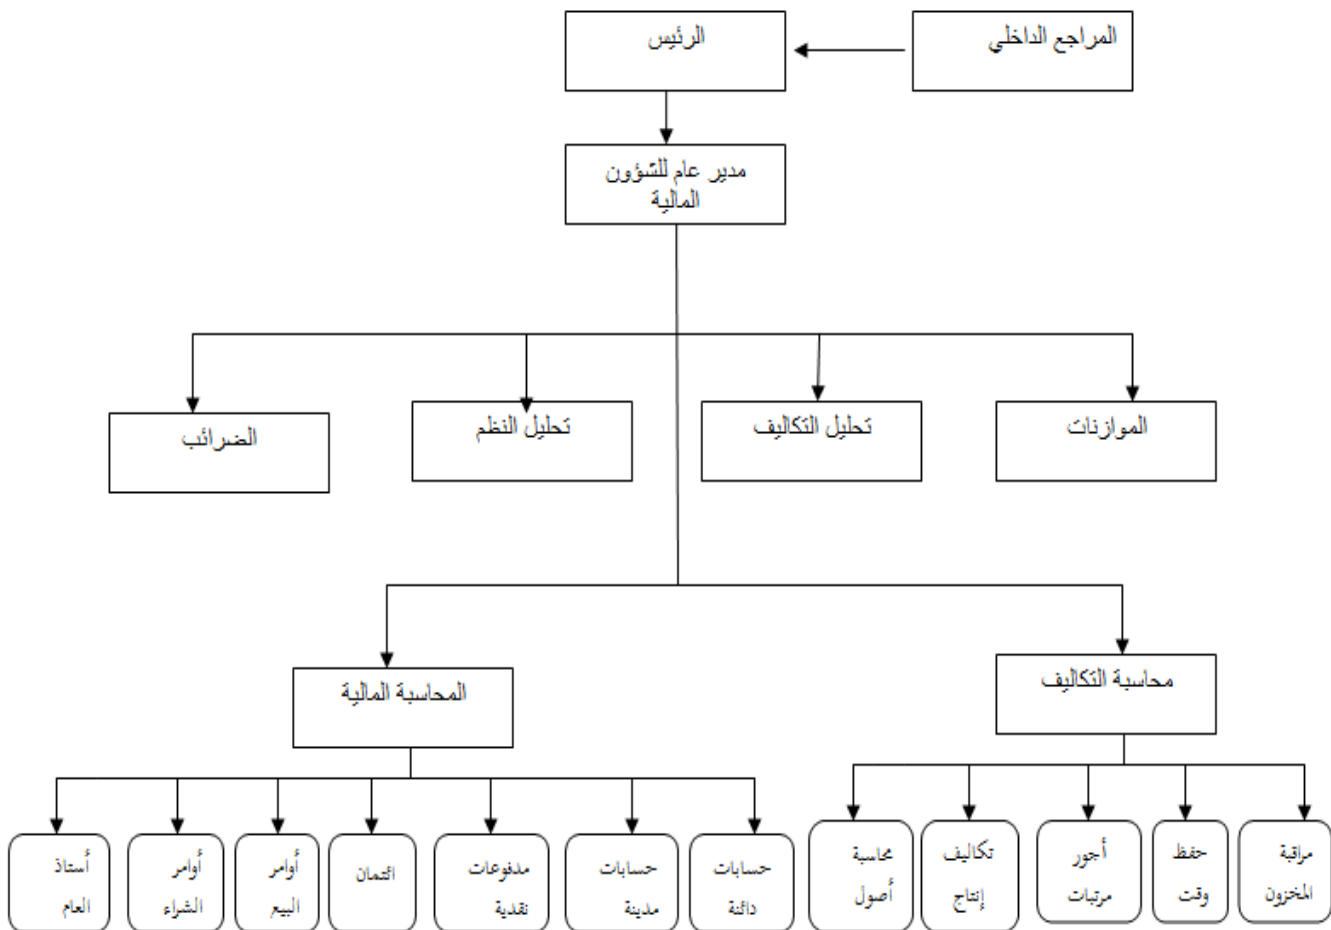 المراجع الداخلي
الرئيس
مدير عام للشؤون
المالية
الموازنات
تحليل التكاليف
تحليل النظم
الضرائب
محاسبة التكاليف
المحاسبة المالية
مراقبة
المخزون
حفظ
وقت
أجور
مرتبات
تكاليف
إنتاج
محاسبة
أصول
حسابات
دائنة
حسابات
مدينة
مدفوعات
نقدية
ائتمان
أوامر
البيع
أوامر
الشراء
أستاذ
العام